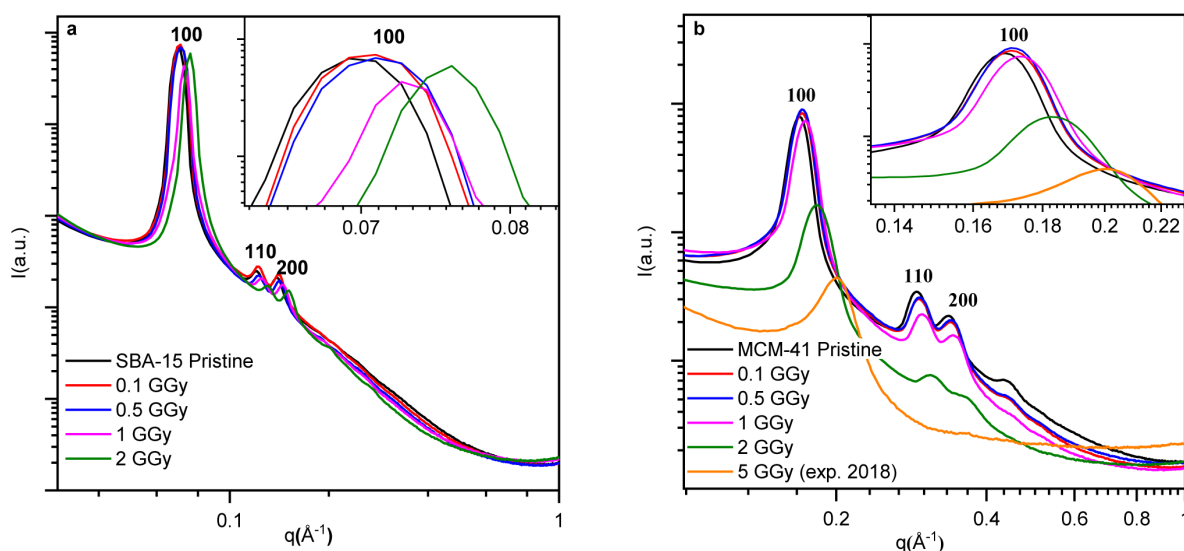 a
100
100
0.07
0.08
110
200
I(a.u.)
SBA-15 Pristine
0.1 GGy
0.5 GGy
1 GGy
2 GGy
0.1
1
q(Å-1)
b
100
100
0.14
0.16
0.18
0.2
0.22
110
200
I(a.u.)
MCM-41 Pristine
0.1 GGy
0.5 GGy
1 GGy
2 GGy
5 GGy (exp. 2018)
0.2
0.4
0.6
0.8
1
q(Å-1)